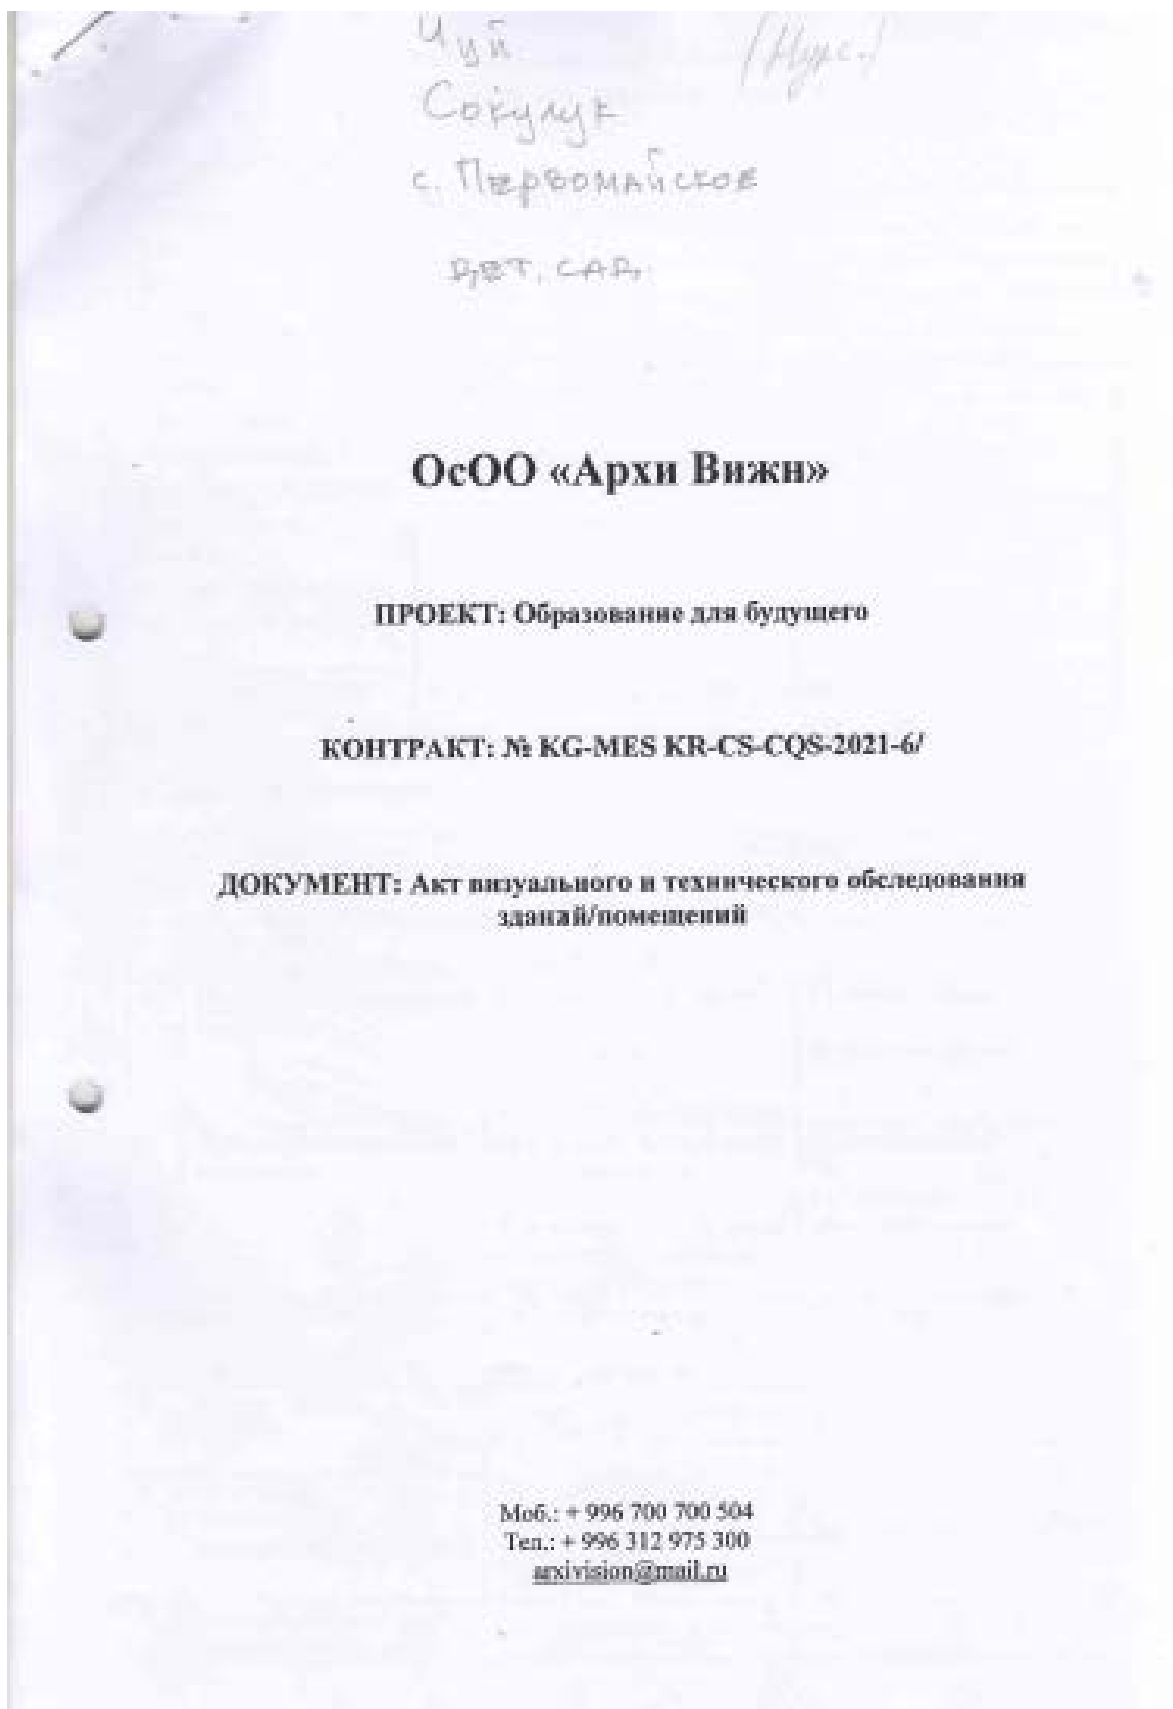 Чуй
Сокулук
с. Первомайское
дет. сад.
ОсОО «Архи Вижн»
ПРОЕКТ: Образование для будущего
КОНТРАКТ: № KG-MES KR-CS-CQS-2021-6/
ДОКУМЕНТ: Акт визуального и технического обследования
зданий/помещений
Моб.: + 996 700 700 504
Тел.: + 996 312 975 300
arxivision@mail.ru